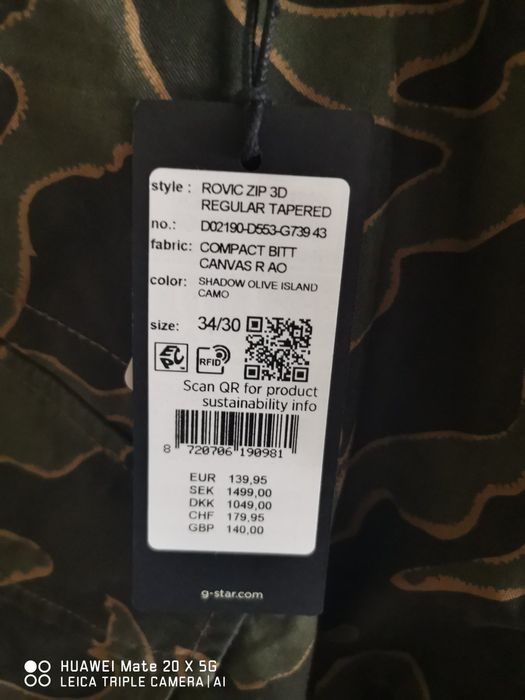 style : ROVIC ZIP 3D
REGULAR TAPERED
no.: D02190-D553-G739 43
fabric: COMPACT BITT
CANVAS R AO
color: SHADOW OLIVE ISLAND
CAMO
size: 34/30
EPC RFID
Scan QR for product
sustainability info
8 720706 190981
EUR 139,95
SEK 1499,00
DKK 1049,00
CHF 179,95
GBP 140,00
g-star.com
HUAWEI Mate 20 X 5G
LEICA TRIPLE CAMERA | AI